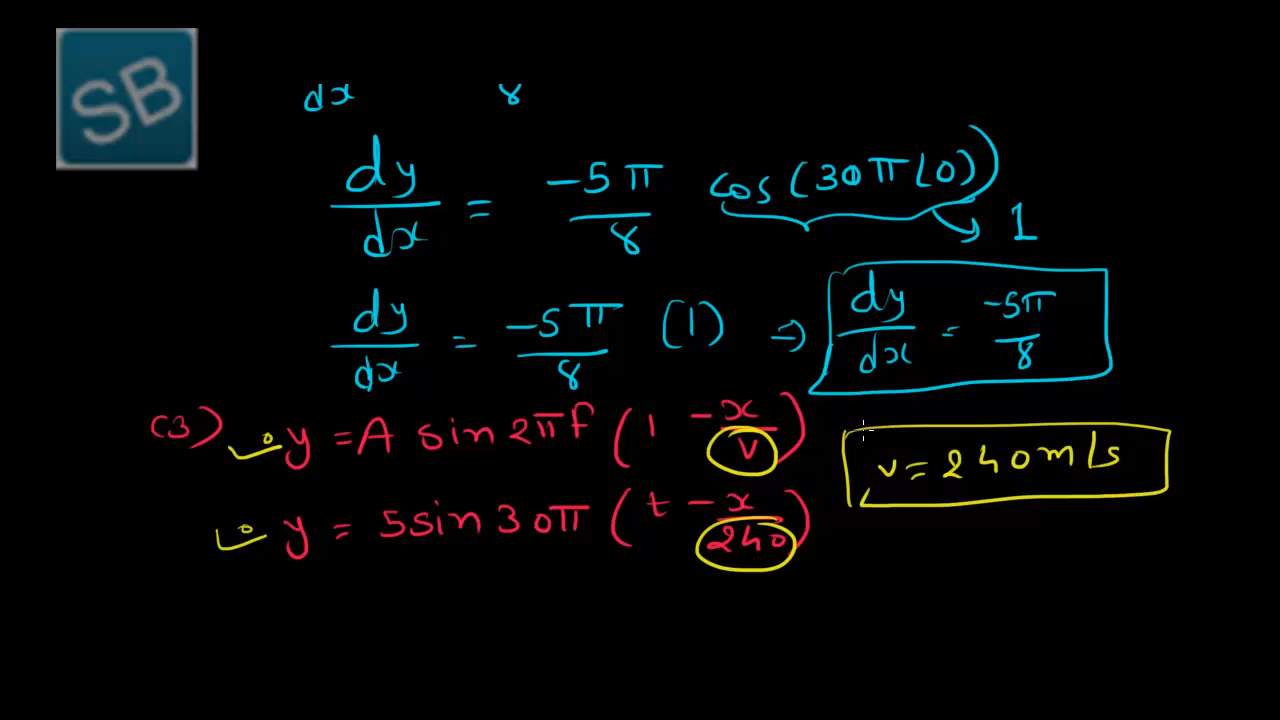 SB
dx 8
dy/dx = -5π/8 cos(30π(0)) → 1
dy/dx = -5π/8 (1) ⇒ dy/dx = -5π/8
(3) y = A sin 2πf (1 - x/v)
v = 240 m/s
y = 5 sin 30π (t - x/240)